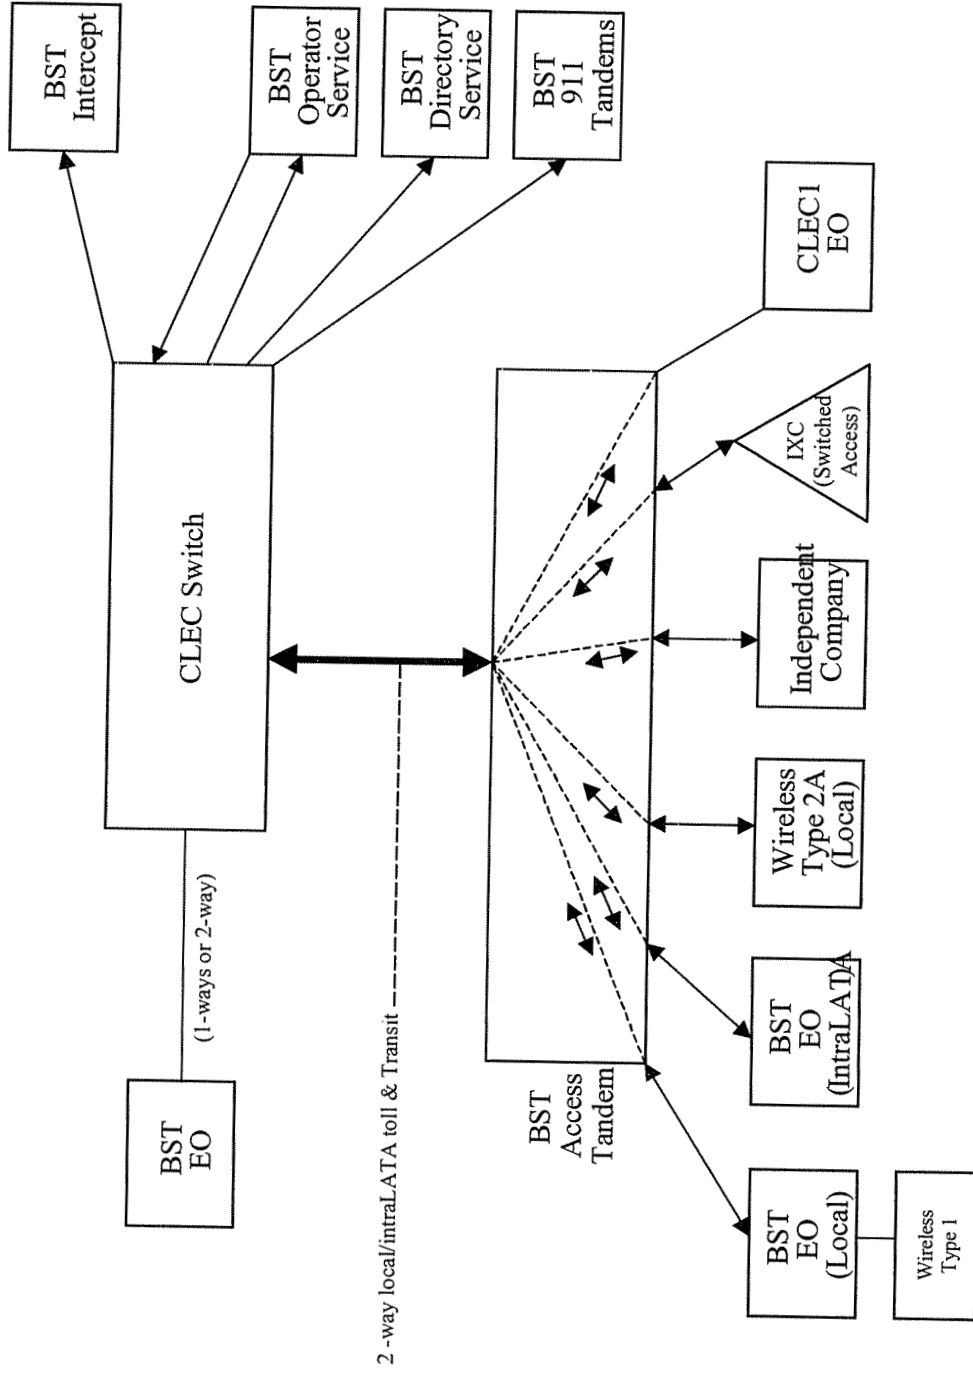 BST
Intercept
BST
Operator
Service
BST
Directory
Service
BST
911
Tandems
CLEC Switch
(1-ways or 2-way)
BST
EO
2 -way local/intraLATA toll & Transit
BST
Access
Tandem
CLEC1
EO
IXC
(Switched
Access)
Independent
Company
Wireless
Type 2A
(Local)
BST
EO
(IntraLATA)
BST
EO
(Local)
Wireless
Type 1